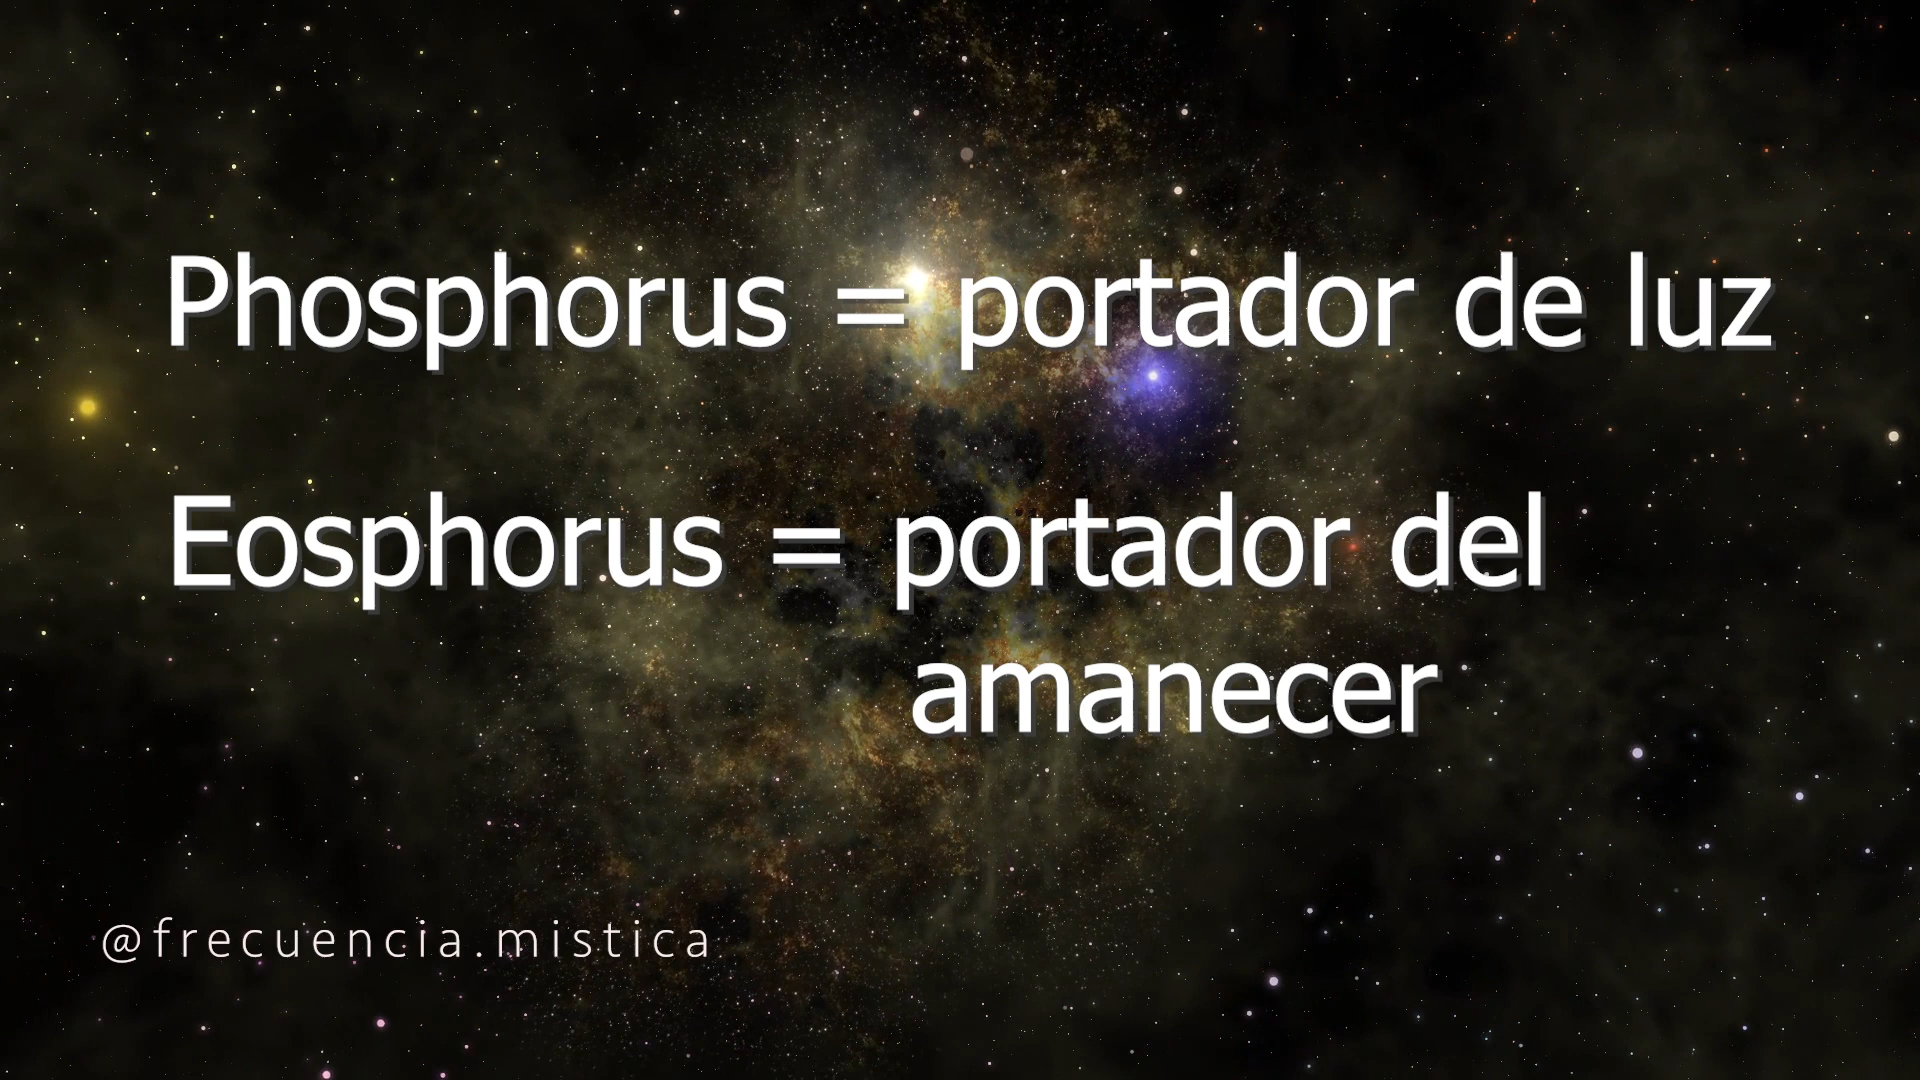 Phosphorus = portador de luz
Eosphorus = portador del
amanecer
@frecuencia.mistica